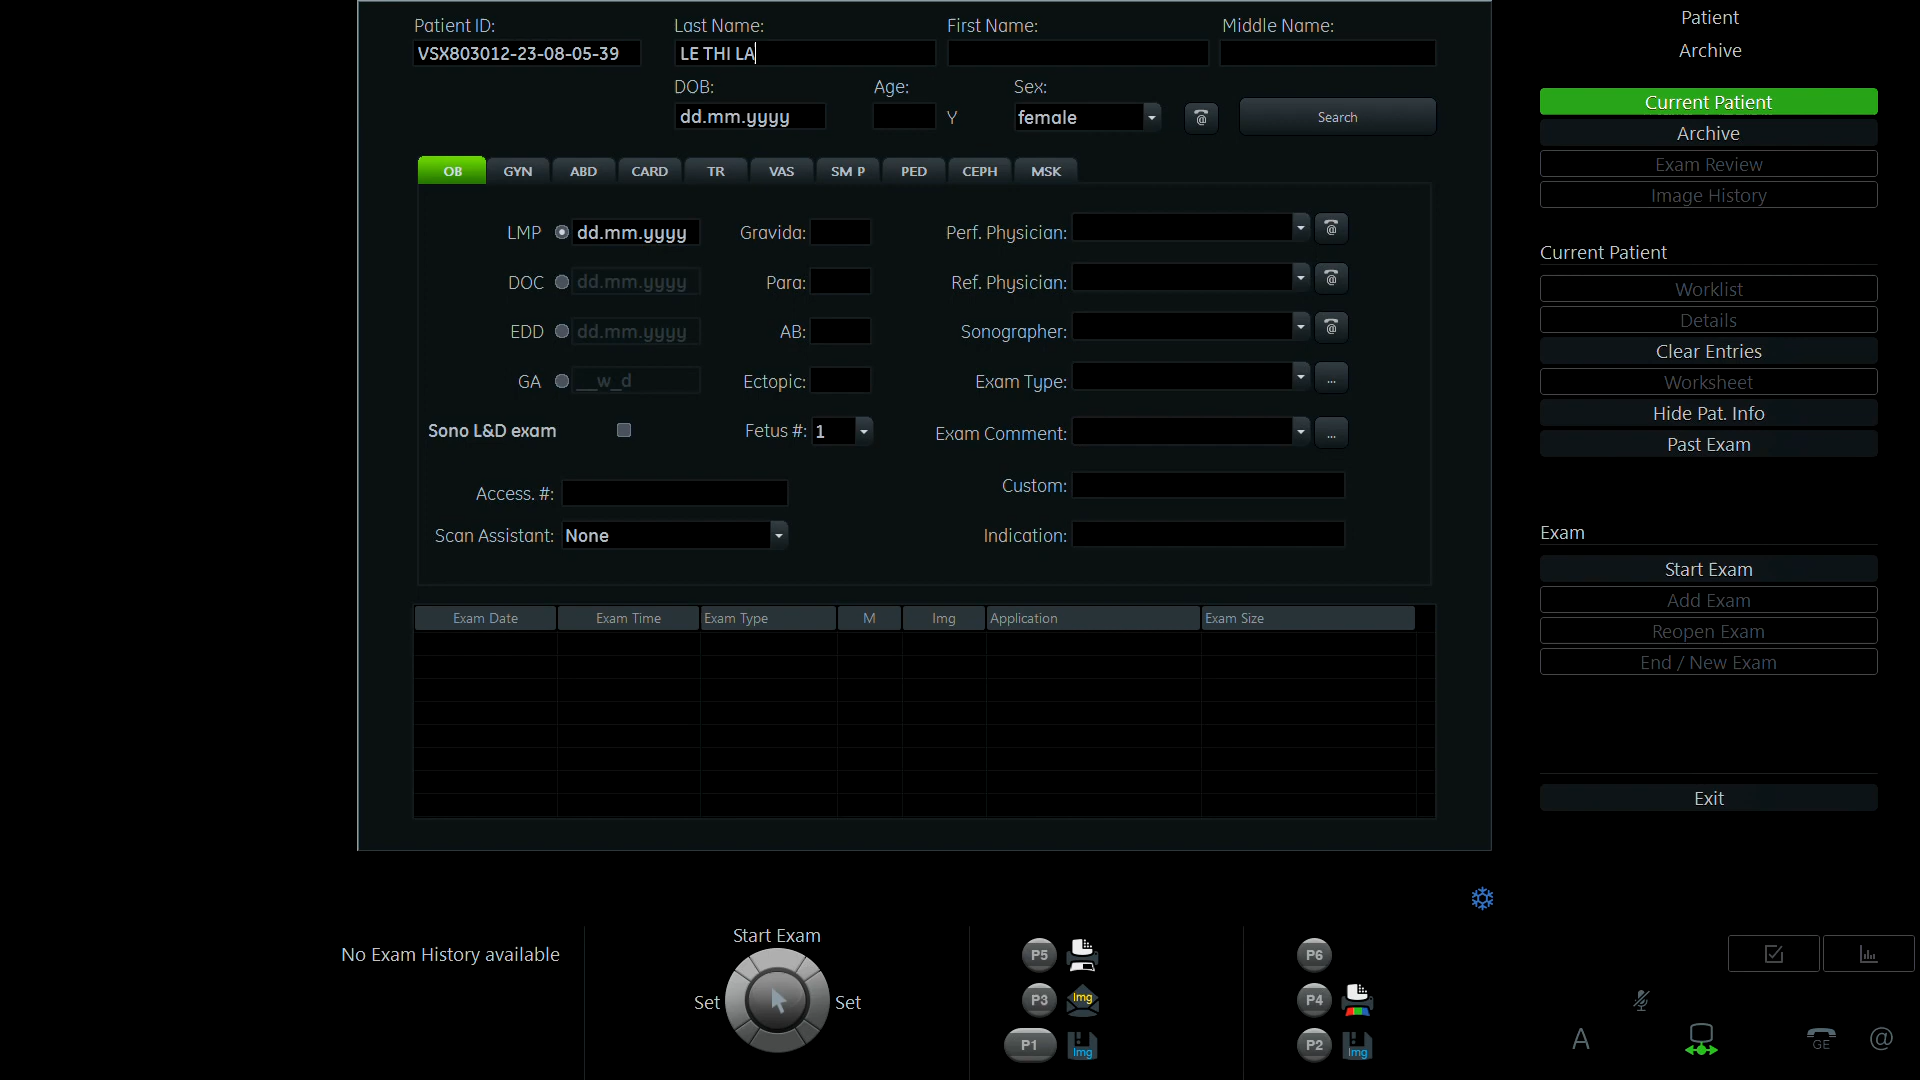 Patient ID: Last Name: First Name: Middle Name:
VSX803012-23-08-05-39 LE THI LA
DOB: Age: Sex:
dd.mm.yyyy Y female @ Search
OB GYN ABD CARD TR VAS SM P PED CEPH MSK
LMP dd.mm.yyyy Gravida: Perf. Physician: @
DOC dd.mm.yyyy Para: Ref. Physician: @
EDD dd.mm.yyyy AB: Sonographer: @
GA __w_d Ectopic: Exam Type: ...
Sono L&D exam Fetus #: 1 Exam Comment: ...
Access. #: Custom:
Scan Assistant: None Indication:
Exam Date Exam Time Exam Type M Img Application Exam Size
Patient
Archive
Current Patient
Archive
Exam Review
Image History
Current Patient
Worklist
Details
Clear Entries
Worksheet
Hide Pat. Info
Past Exam
Exam
Start Exam
Add Exam
Reopen Exam
End / New Exam
Exit
No Exam History available
Start Exam
Set Set
P5 P6
P3 Img P4
P1 Img P2 Img
A GE @